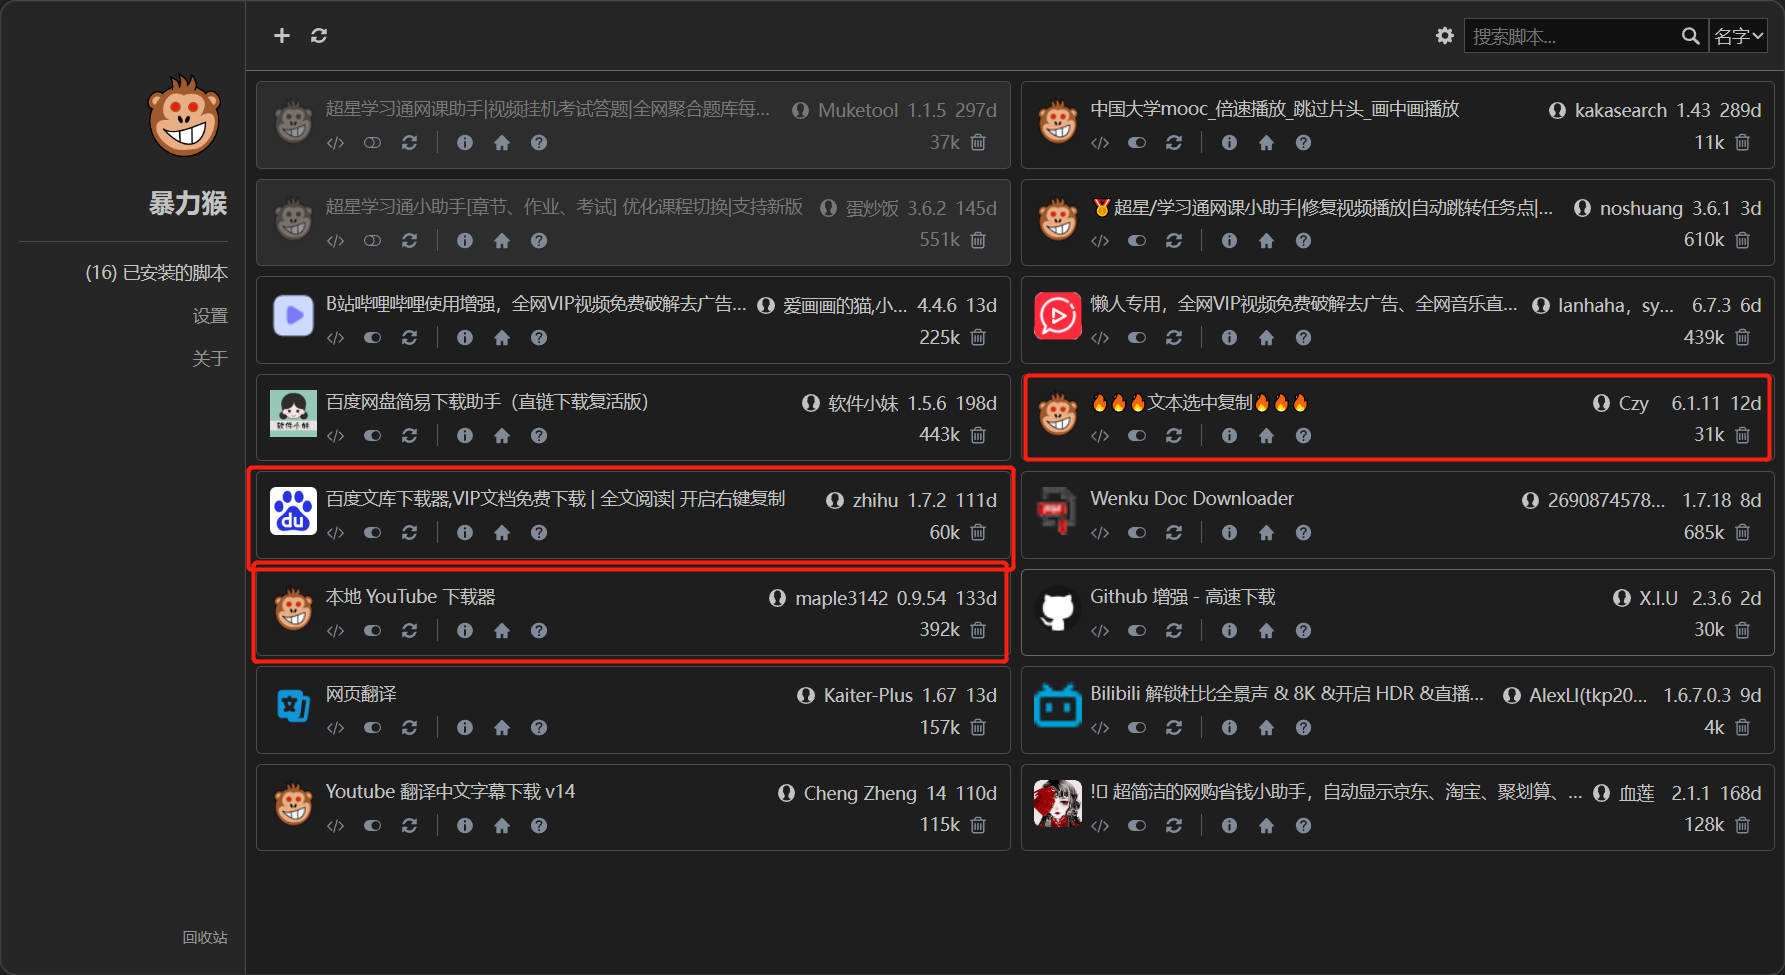 搜索脚本...
名字
暴力猴
(16) 已安装的脚本
设置
关于
回收站
超星学习通网课助手|视频挂机考试答题|全网聚合题库每... Muketool 1.1.5 297d
37k
中国大学mooc_倍速播放_跳过片头_画中画播放 kakasearch 1.43 289d
11k
超星学习通小助手[章节、作业、考试] 优化课程切换|支持新版 蛋炒饭 3.6.2 145d
551k
🏅超星/学习通网课小助手|修复视频播放|自动跳转任务点|... noshuang 3.6.1 3d
610k
B站哔哩哔哩使用增强，全网VIP视频免费破解去广告... 爱画画的猫,小... 4.4.6 13d
225k
懒人专用，全网VIP视频免费破解去广告、全网音乐直... lanhaha，sy... 6.7.3 6d
439k
软件小妹
百度网盘简易下载助手（直链下载复活版） 软件小妹 1.5.6 198d
443k
🔥🔥🔥文本选中复制🔥🔥🔥 Czy 6.1.11 12d
31k
du
百度文库下载器,VIP文档免费下载 | 全文阅读| 开启右键复制 zhihu 1.7.2 111d
60k
Wenku Doc Downloader 2690874578... 1.7.18 8d
685k
本地 YouTube 下载器 maple3142 0.9.54 133d
392k
Github 增强 - 高速下载 X.I.U 2.3.6 2d
30k
网页翻译 Kaiter-Plus 1.67 13d
157k
Bilibili 解锁杜比全景声 & 8K &开启 HDR &直播... AlexLI(tkp20... 1.6.7.0.3 9d
4k
Youtube 翻译中文字幕下载 v14 Cheng Zheng 14 110d
115k
!▯ 超简洁的网购省钱小助手，自动显示京东、淘宝、聚划算、... 血莲 2.1.1 168d
128k